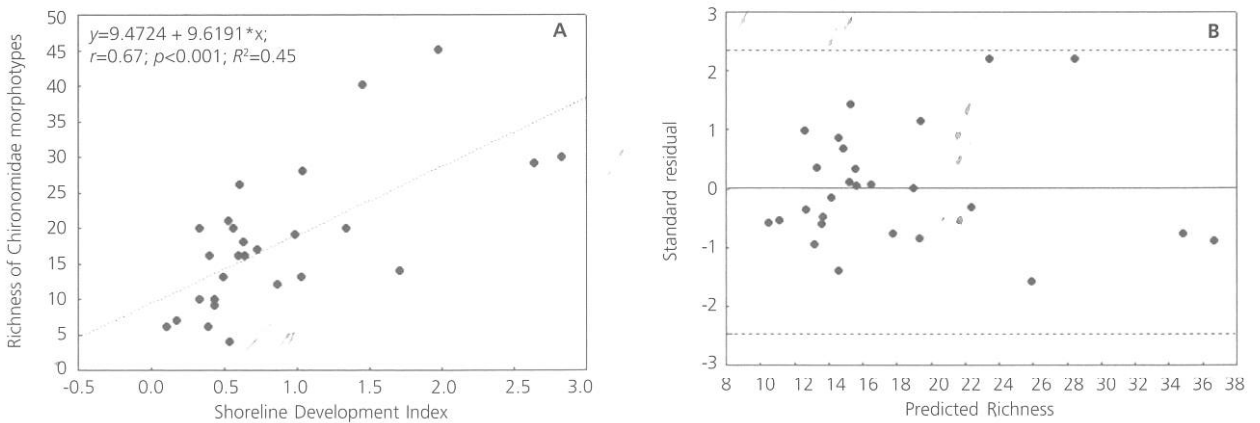 A
y=9.4724 + 9.6191*x;
r=0.67; p<0.001; R²=0.45
Richness of Chironomidae morphotypes
50
45
40
35
30
25
20
15
10
5
0
-0.5 0.0 0.5 1.0 1.5 2.0 2.5 3.0
Shoreline Development Index
B
Standard residual
3
2
1
0
-1
-2
-3
8 10 12 14 16 18 20 22 24 26 28 30 32 34 36 38
Predicted Richness